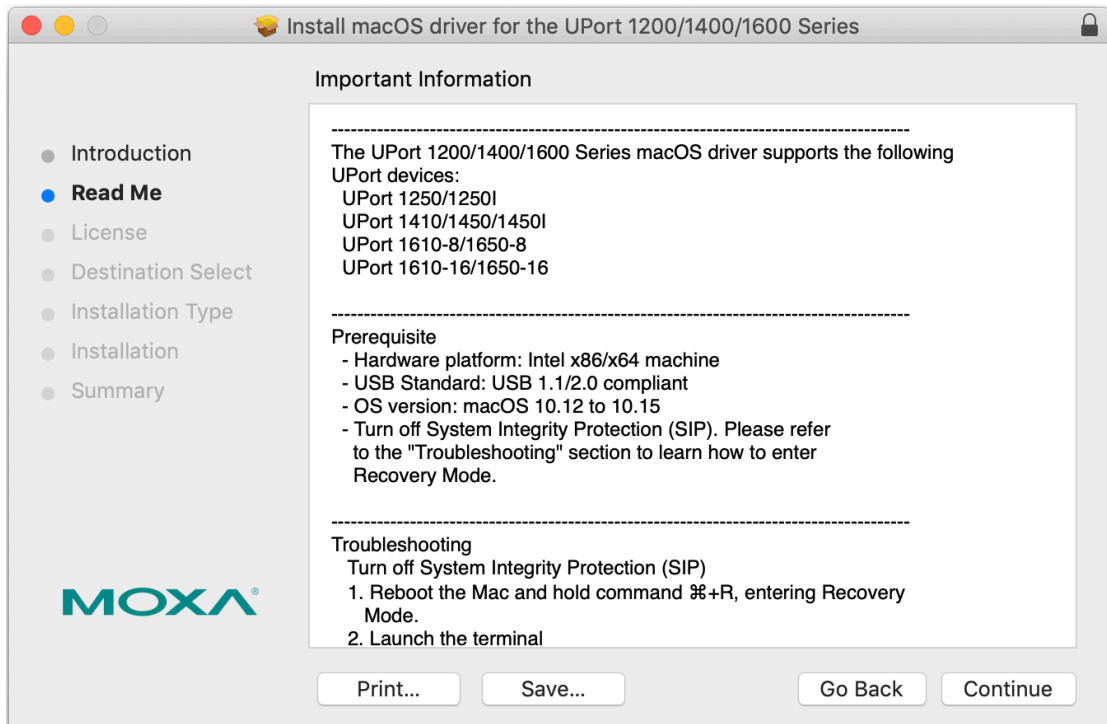 Install macOS driver for the UPort 1200/1400/1600 Series
Important Information
Introduction
Read Me
License
Destination Select
Installation Type
Installation
Summary
MOXA®
-----------------------------------------------------------------------------------------
The UPort 1200/1400/1600 Series macOS driver supports the following
UPort devices:
UPort 1250/1250I
UPort 1410/1450/1450I
UPort 1610-8/1650-8
UPort 1610-16/1650-16
-----------------------------------------------------------------------------------------
Prerequisite
- Hardware platform: Intel x86/x64 machine
- USB Standard: USB 1.1/2.0 compliant
- OS version: macOS 10.12 to 10.15
- Turn off System Integrity Protection (SIP). Please refer
to the "Troubleshooting" section to learn how to enter
Recovery Mode.
-----------------------------------------------------------------------------------------
Troubleshooting
Turn off System Integrity Protection (SIP)
1. Reboot the Mac and hold command ⌘+R, entering Recovery
Mode.
2. Launch the terminal
Print...
Save...
Go Back
Continue